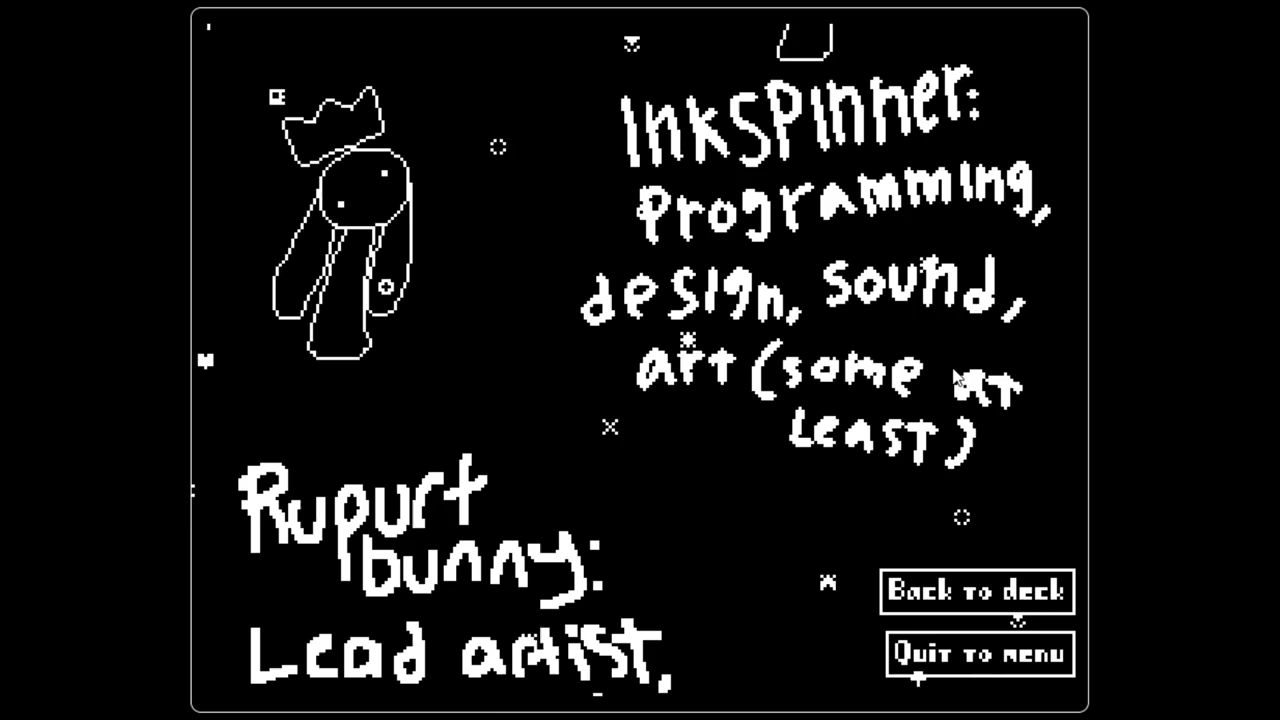 InkSpinner:
Programming,
design, sound,
art (some at
least)
Rupurt
bunny:
Lead artist,
Back to deck
Quit to menu